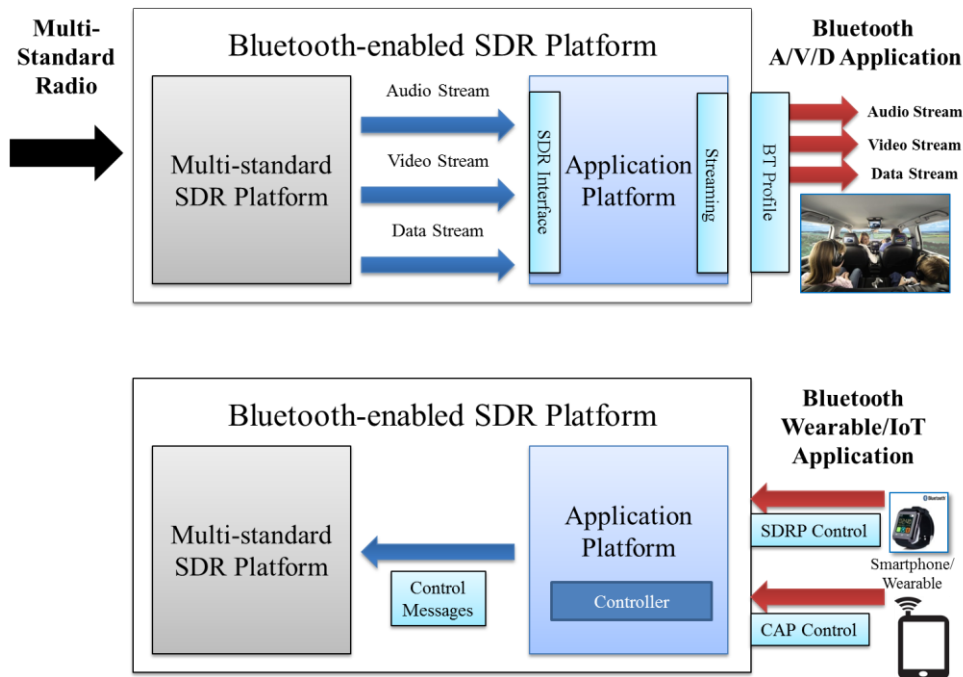 Multi-
Standard
Radio
Bluetooth-enabled SDR Platform
Bluetooth
A/V/D Application
Multi-standard
SDR Platform
Audio Stream
Video Stream
Data Stream
SDR Interface
Application
Platform
Streaming
BT Profile
Audio Stream
Video Stream
Data Stream
Bluetooth-enabled SDR Platform
Bluetooth
Wearable/IoT
Application
Multi-standard
SDR Platform
Control
Messages
Application
Platform
Controller
SDRP Control
CAP Control
Bluetooth
Smartphone/
Wearable